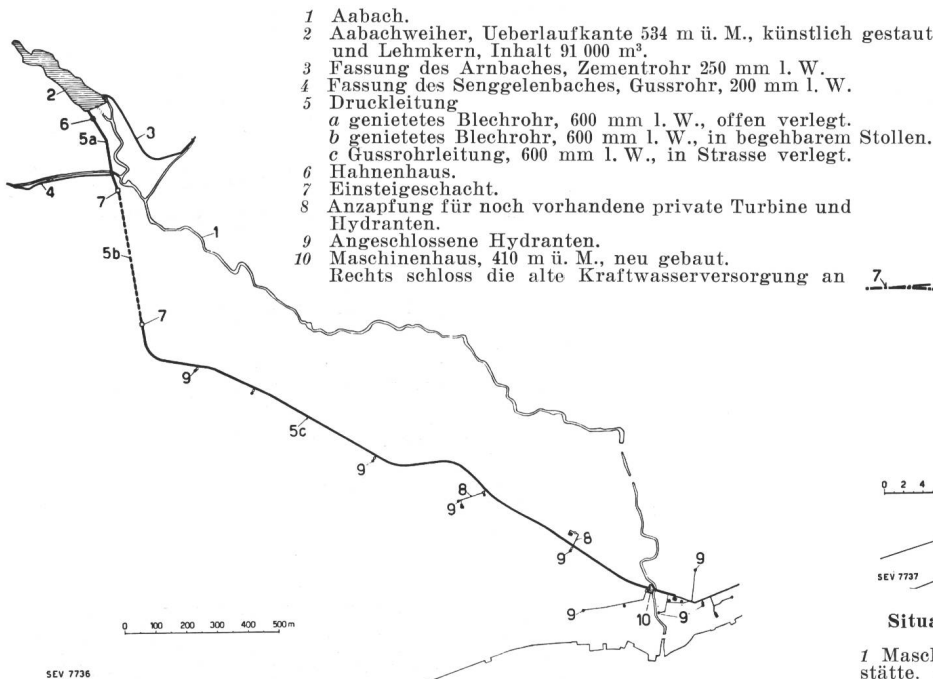 1 Aabach.
2 Aabachweiher, Ueberlaufkante 534 m ü. M., künstlich gestaut
und Lehmkern, Inhalt 91 000 m³.
3 Fassung des Arnbaches, Zementrohr 250 mm l. W.
4 Fassung des Senggelenbaches, Gussrohr, 200 mm l. W.
5 Druckleitung
a genietetes Blechrohr, 600 mm l. W., offen verlegt.
b genietetes Blechrohr, 600 mm l. W., in begehbarem Stollen.
c Gussrohrleitung, 600 mm l. W., in Strasse verlegt.
6 Hahnenhaus.
7 Einsteigeschacht.
8 Anzapfung für noch vorhandene private Turbine und
Hydranten.
9 Angeschlossene Hydranten.
10 Maschinenhaus, 410 m ü. M., neu gebaut.
Rechts schloss die alte Kraftwasserversorgung an
7
2
6
3
5a
4
7
1
5b
7
9
5c
9
8
9
8
9
9
9
10
9
0 100 200 300 400 500 m
SEV 7736
0 2 4
SEV 7737
Situa
1 Masch
stätte.